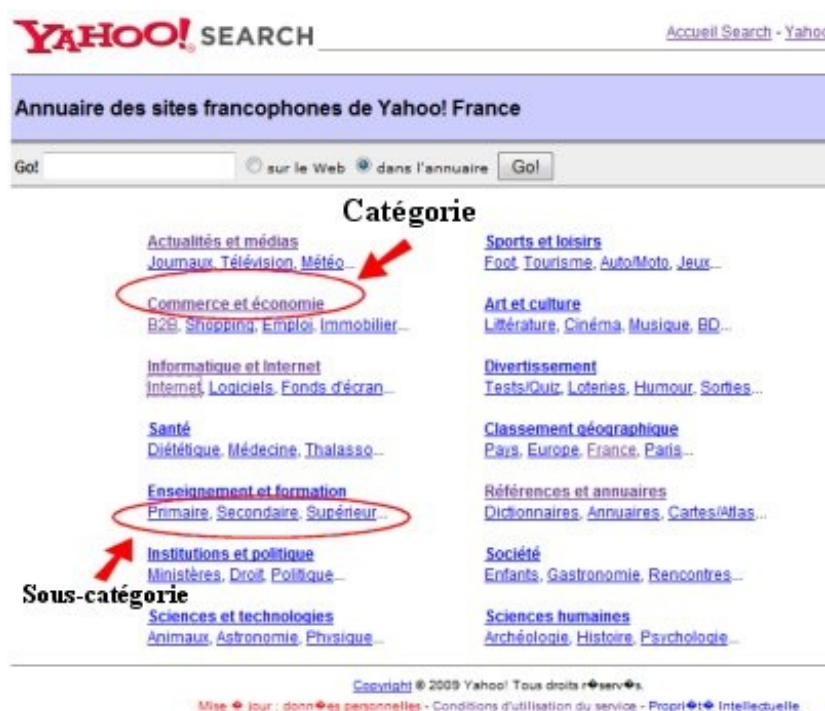 YAHOO! SEARCH
Accueil Search - Yahoo
Annuaire des sites francophones de Yahoo! France
Go! sur le Web dans l'annuaire Go!
Catégorie
Actualités et médias
Journaux, Télévision, Météo...
Commerce et économie
B2B, Shopping, Emploi, Immobilier...
Informatique et Internet
Internet, Logiciels, Fonds d'écran...
Santé
Diététique, Médecine, Thalasso...
Enseignement et formation
Primaire, Secondaire, Supérieur...
Institutions et politique
Ministères, Droit, Politique...
Sous-catégorie
Sciences et technologies
Animaux, Astronomie, Physique...
Sports et loisirs
Foot, Tourisme, Auto/Moto, Jeux...
Art et culture
Littérature, Cinéma, Musique, BD...
Divertissement
Tests/Quiz, Loteries, Humour, Sorties...
Classement géographique
Pays, Europe, France, Paris...
Références et annuaires
Dictionnaires, Annuaires, Cartes/Atlas...
Société
Enfants, Gastronomie, Rencontres...
Sciences humaines
Archéologie, Histoire, Psychologie...
Copyright © 2009 Yahoo! Tous droits r�serv�s.
Mise � jour : donn�es personnelles - Conditions d'utilisation du service - Propri�t� Intellectuelle